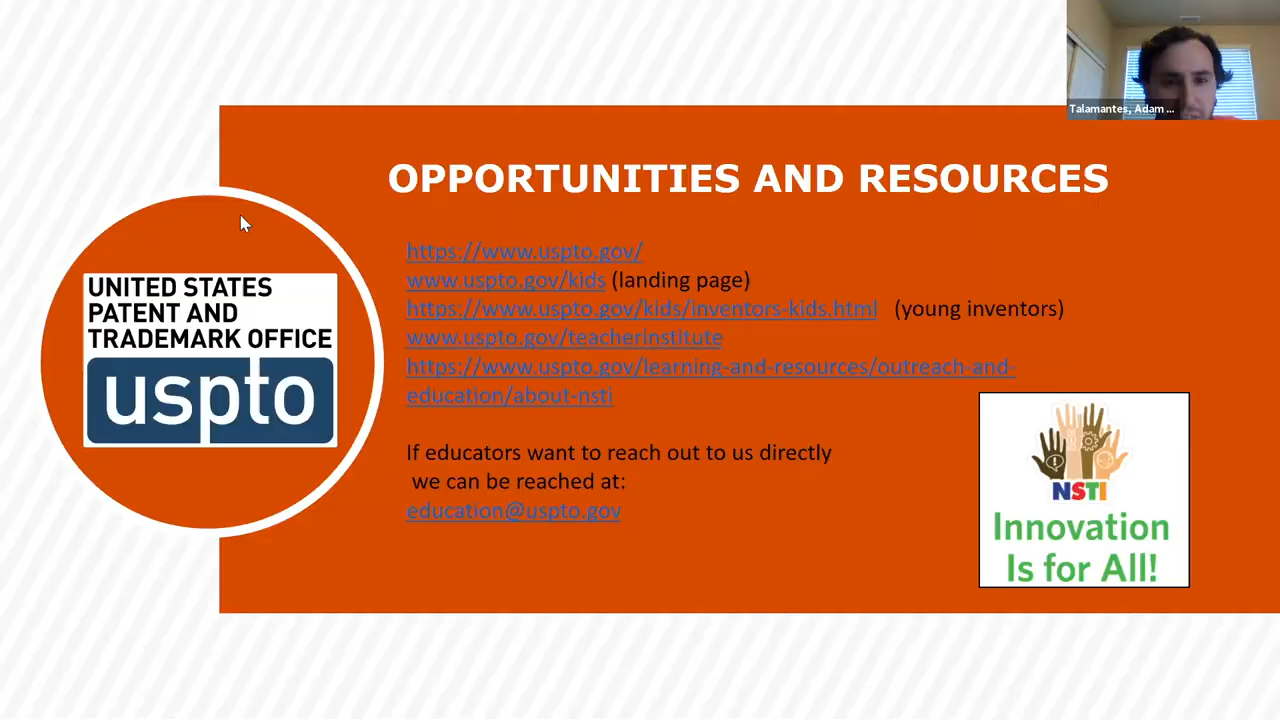 Talamantes, Adam ...
OPPORTUNITIES AND RESOURCES
https://www.uspto.gov/
www.uspto.gov/kids (landing page)
https://www.uspto.gov/kids/inventors-kids.html (young inventors)
www.uspto.gov/teacherinstitute
https://www.uspto.gov/learning-and-resources/outreach-and-
education/about-nsti
If educators want to reach out to us directly
we can be reached at:
education@uspto.gov
UNITED STATES
PATENT AND
TRADEMARK OFFICE
uspto
NSTI
Innovation
Is for All!